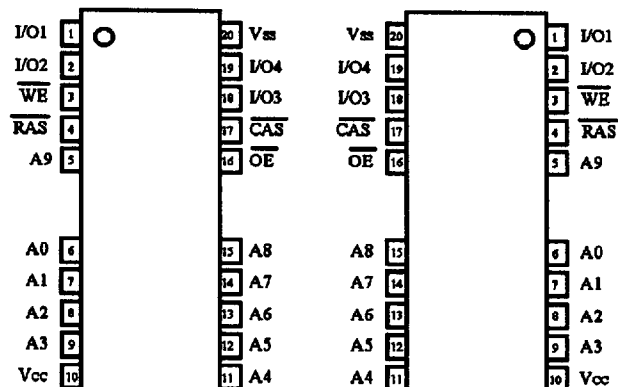 I/O1 1 20 Vss Vss 20 1 I/O1
I/O2 2 19 I/O4 I/O4 19 2 I/O2
WE 3 18 I/O3 I/O3 18 3 WE
RAS 4 17 CAS CAS 17 4 RAS
A9 5 16 OE OE 16 5 A9
A0 6 15 A8 A8 15 6 A0
A1 7 14 A7 A7 14 7 A1
A2 8 13 A6 A6 13 8 A2
A3 9 12 A5 A5 12 9 A3
Vcc 10 11 A4 A4 11 10 Vcc